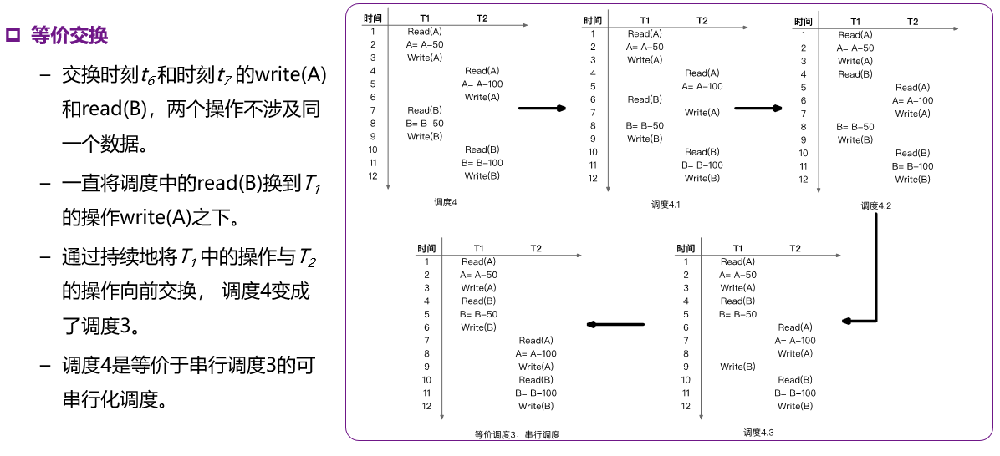 等价交换
– 交换时刻t6和时刻t7的write(A)
和read(B)，两个操作不涉及同
一个数据。
– 一直将调度中的read(B)换到T1
的操作write(A)之下。
– 通过持续地将T1中的操作与T2
的操作向前交换， 调度4变成
了调度3。
– 调度4是等价于串行调度3的可
串行化调度。
时间 T1 T2
1 Read(A)
2 A= A-50
3 Write(A)
4 Read(A)
5 A= A-100
6 Write(A)
7 Read(B)
8 B= B-50
9 Write(B)
10 Read(B)
11 B= B-100
12 Write(B)
调度4
时间 T1 T2
1 Read(A)
2 A= A-50
3 Write(A)
4 Read(A)
5 A= A-100
6 Read(B)
7 Write(A)
8 B= B-50
9 Write(B)
10 Read(B)
11 B= B-100
12 Write(B)
调度4.1
时间 T1 T2
1 Read(A)
2 A= A-50
3 Write(A)
4 Read(B)
5 Read(A)
6 A= A-100
7 Write(A)
8 B= B-50
9 Write(B)
10 Read(B)
11 B= B-100
12 Write(B)
调度4.2
时间 T1 T2
1 Read(A)
2 A= A-50
3 Write(A)
4 Read(B)
5 B= B-50
6 Write(B)
7 Read(A)
8 A= A-100
9 Write(A)
10 Read(B)
11 B= B-100
12 Write(B)
等价调度3：串行调度
时间 T1 T2
1 Read(A)
2 A= A-50
3 Write(A)
4 Read(B)
5 B= B-50
6 Read(A)
7 A= A-100
8 Write(A)
9 Write(B)
10 Read(B)
11 B= B-100
12 Write(B)
调度4.3